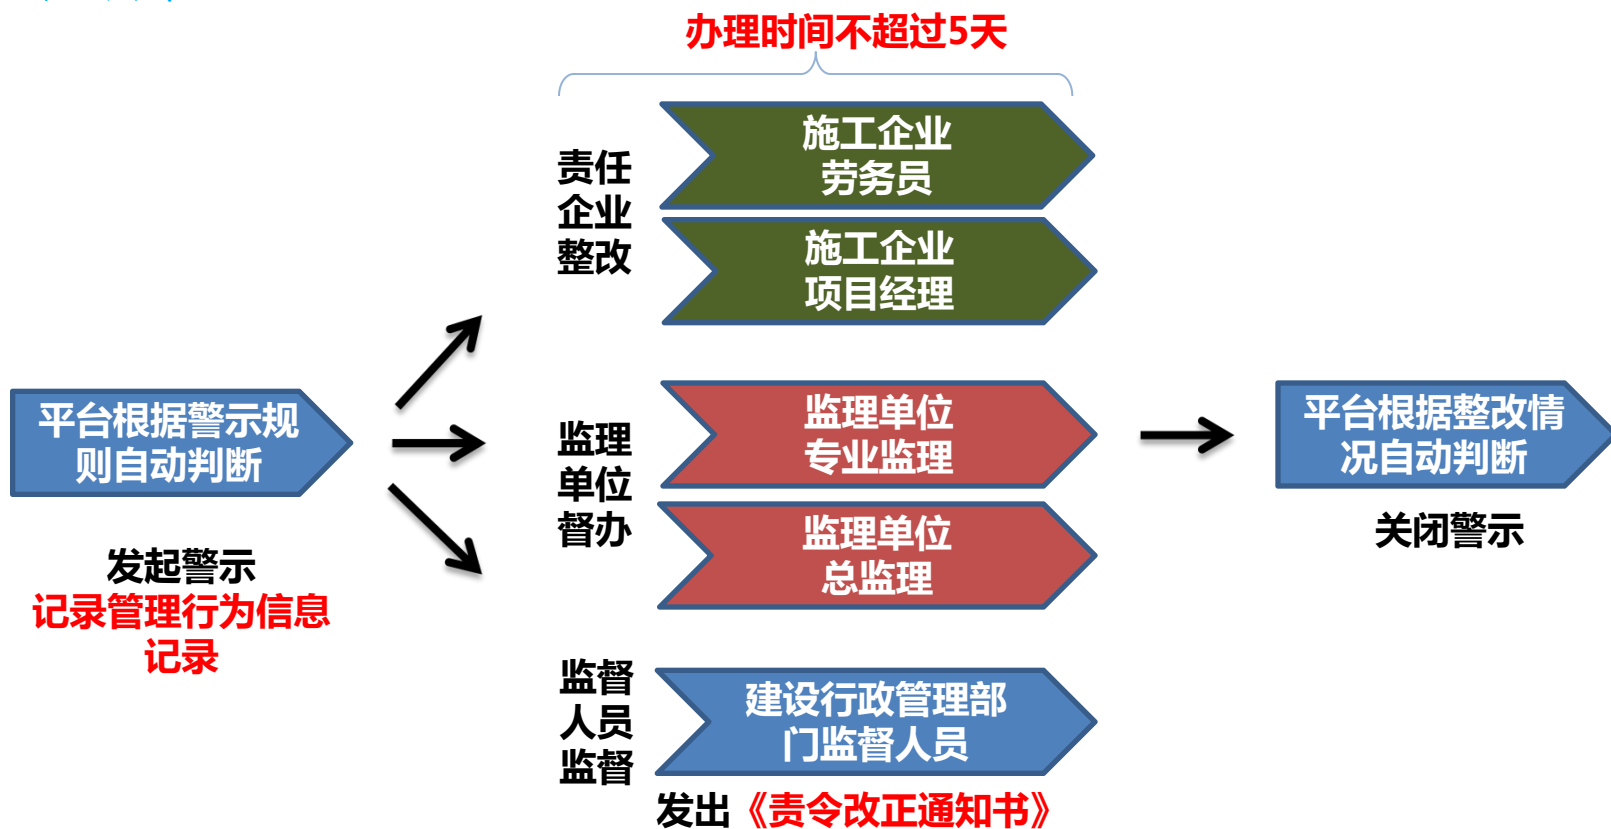 办理时间不超过5天
责任
企业
整改
施工企业
劳务员
施工企业
项目经理
平台根据警示规
则自动判断
发起警示
记录管理行为信息
记录
监理
单位
督办
监理单位
专业监理
监理单位
总监理
平台根据整改情
况自动判断
关闭警示
监督
人员
监督
建设行政管理部
门监督人员
发出《责令改正通知书》